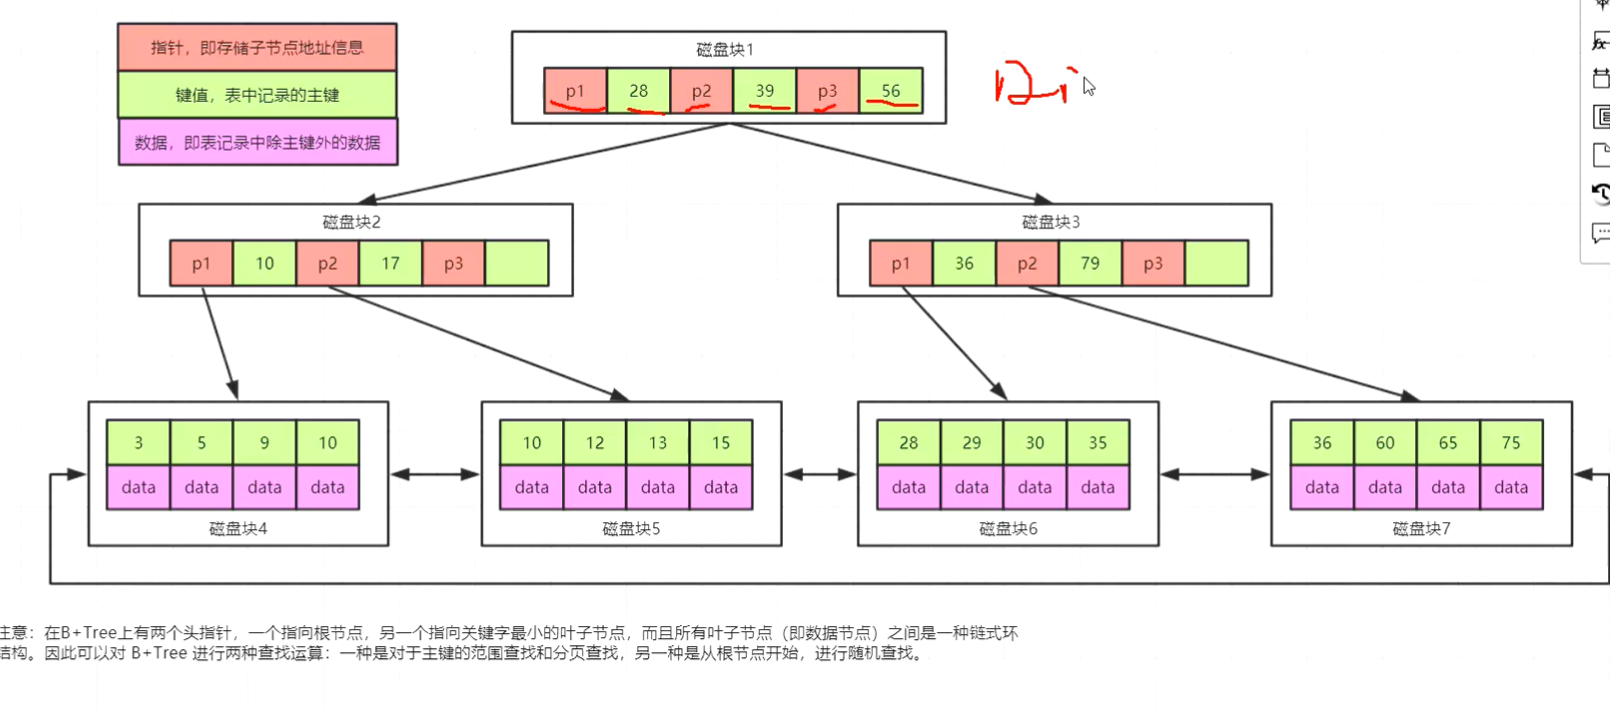 指针，即存储子节点地址信息
键值，表中记录的主键
数据，即表记录中除主键外的数据
磁盘块1
p1 28 p2 39 p3 56
磁盘块2
p1 10 p2 17 p3
磁盘块3
p1 36 p2 79 p3
3 5 9 10
data data data data
磁盘块4
10 12 13 15
data data data data
磁盘块5
28 29 30 35
data data data data
磁盘块6
36 60 65 75
data data data data
磁盘块7
注意：在B+Tree上有两个头指针，一个指向根节点，另一个指向关键字最小的叶子节点，而且所有叶子节点（即数据节点）之间是一种链式环
结构。因此可以对 B+Tree 进行两种查找运算：一种是对于主键的范围查找和分页查找，另一种是从根节点开始，进行随机查找。